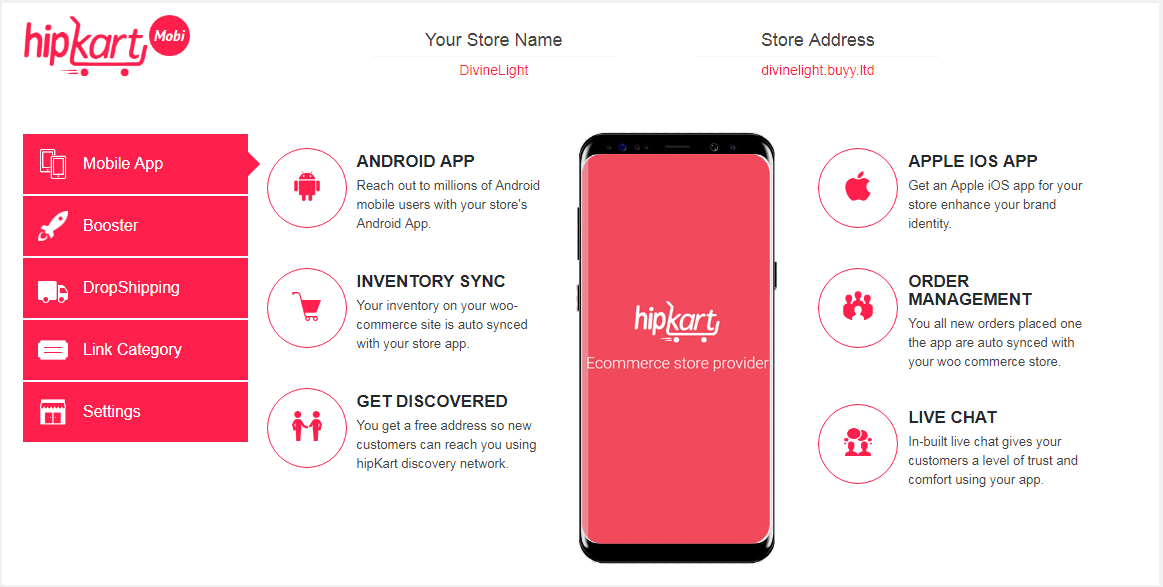 hipkart Mobi
Your Store Name
DivineLight
Store Address
divinelight.buyy.ltd
Mobile App
Booster
DropShipping
Link Category
Settings
ANDROID APP
Reach out to millions of Android
mobile users with your store's
Android App.
INVENTORY SYNC
Your inventory on your woo-
commerce site is auto synced
with your store app.
GET DISCOVERED
You get a free address so new
customers can reach you using
hipKart discovery network.
hipkart
Ecommerce store provider
APPLE IOS APP
Get an Apple iOS app for your
store enhance your brand
identity.
ORDER
MANAGEMENT
You all new orders placed one
the app are auto synced with
your woo commerce store.
LIVE CHAT
In-built live chat gives your
customers a level of trust and
comfort using your app.